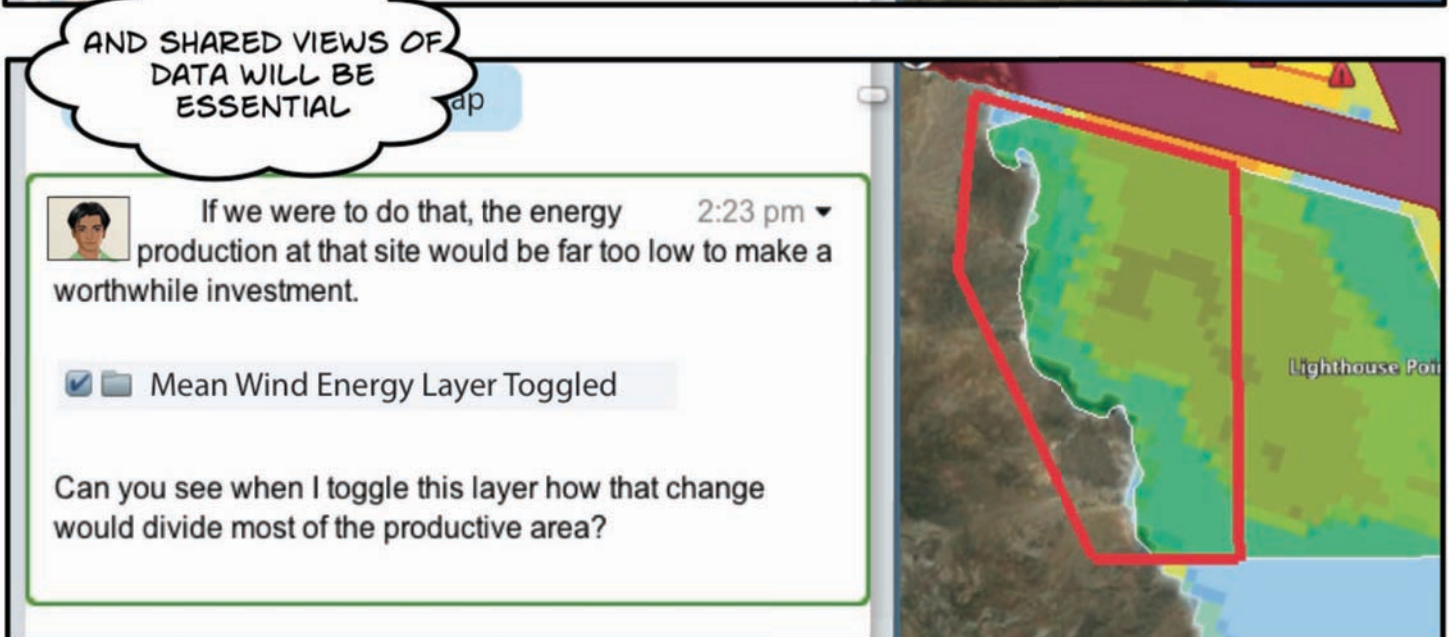 AND SHARED VIEWS OF
DATA WILL BE
ESSENTIAL
ap
If we were to do that, the energy 2:23 pm
production at that site would be far too low to make a
worthwhile investment.
Mean Wind Energy Layer Toggled
Can you see when I toggle this layer how that change
would divide most of the productive area?
Lighthouse Poi